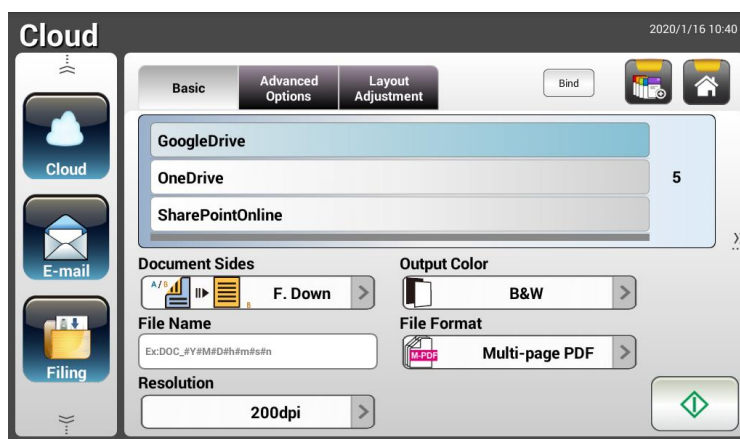 Cloud
2020/1/16 10:40
Basic
Advanced
Options
Layout
Adjustment
Bind
Cloud
E-mail
Filing
GoogleDrive
OneDrive
SharePointOnline
5
Document Sides
A/B
B
F. Down
Output Color
B&W
File Name
Ex:DOC_#Y#M#D#h#m#s#n
File Format
M-PDF
Multi-page PDF
Resolution
200dpi